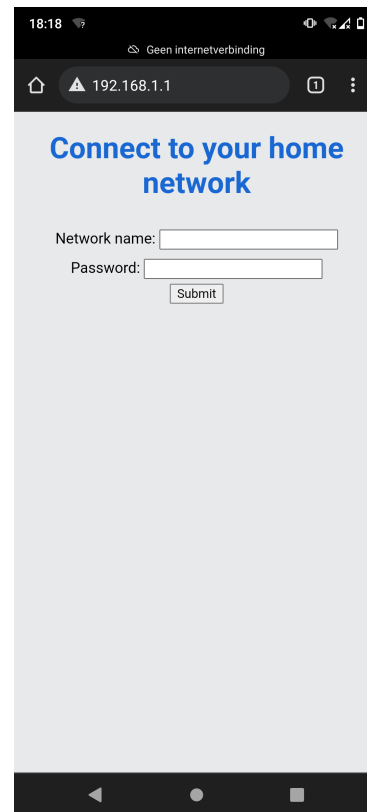 18:18
Geen internetverbinding
192.168.1.1
1
Connect to your home
network
Network name:
Password:
Submit